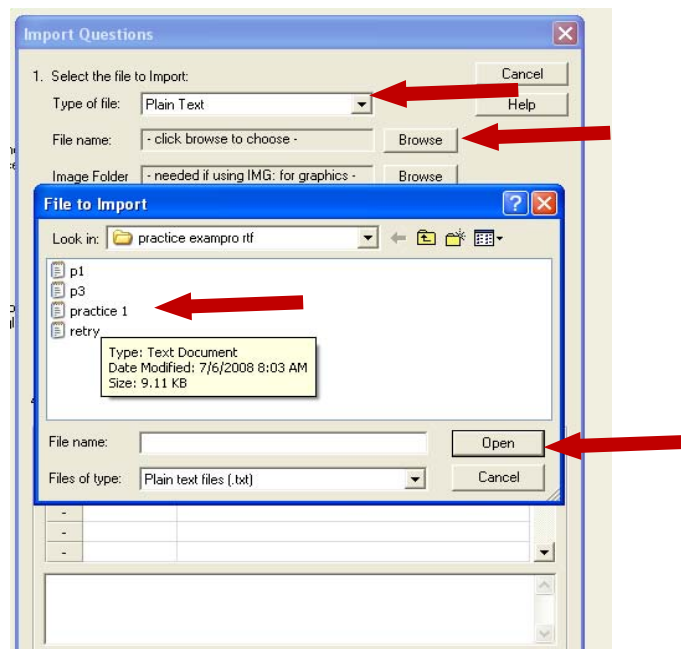 Import Questions
1. Select the file to Import:
Cancel
Type of file: Plain Text
Help
File name: - click browse to choose - Browse
Image Folder - needed if using IMG: for graphics - Browse
File to Import
Look in: practice exampro rtf
p1
p3
practice 1
retry
Type: Text Document
Date Modified: 7/6/2008 8:03 AM
Size: 9.11 KB
File name: Open
Files of type: Plain text files (.txt) Cancel
-
-
-